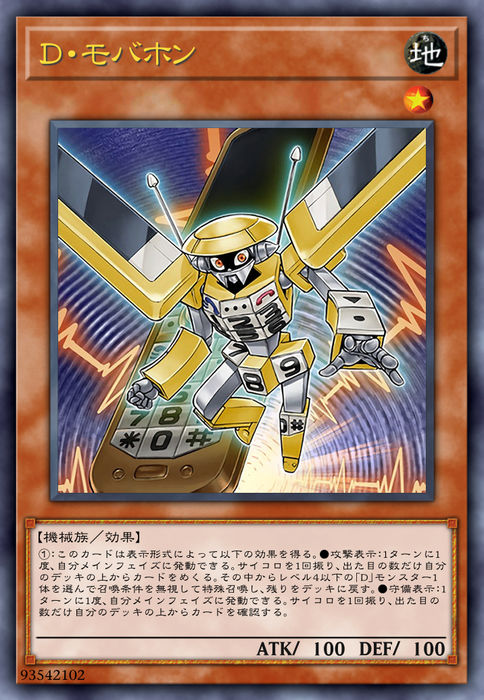 D・モバホン
地
ち
7 8 9
8 9
7 8
*0#
【機械族／効果】
①：このカードは表示形式によって以下の効果を得る。●攻撃表示：1ターンに1
度、自分メインフェイズに発動できる。サイコロを1回振り、出た目の数だけ自分
のデッキの上からカードをめくる。その中からレベル4以下の「D」モンスター1
体を選んで召喚条件を無視して特殊召喚し、残りをデッキに戻す。●守備表示：1
ターンに1度、自分メインフェイズに発動できる。サイコロを1回振り、出た目の
数だけ自分のデッキの上からカードを確認する。
ATK/ 100 DEF/ 100
93542102